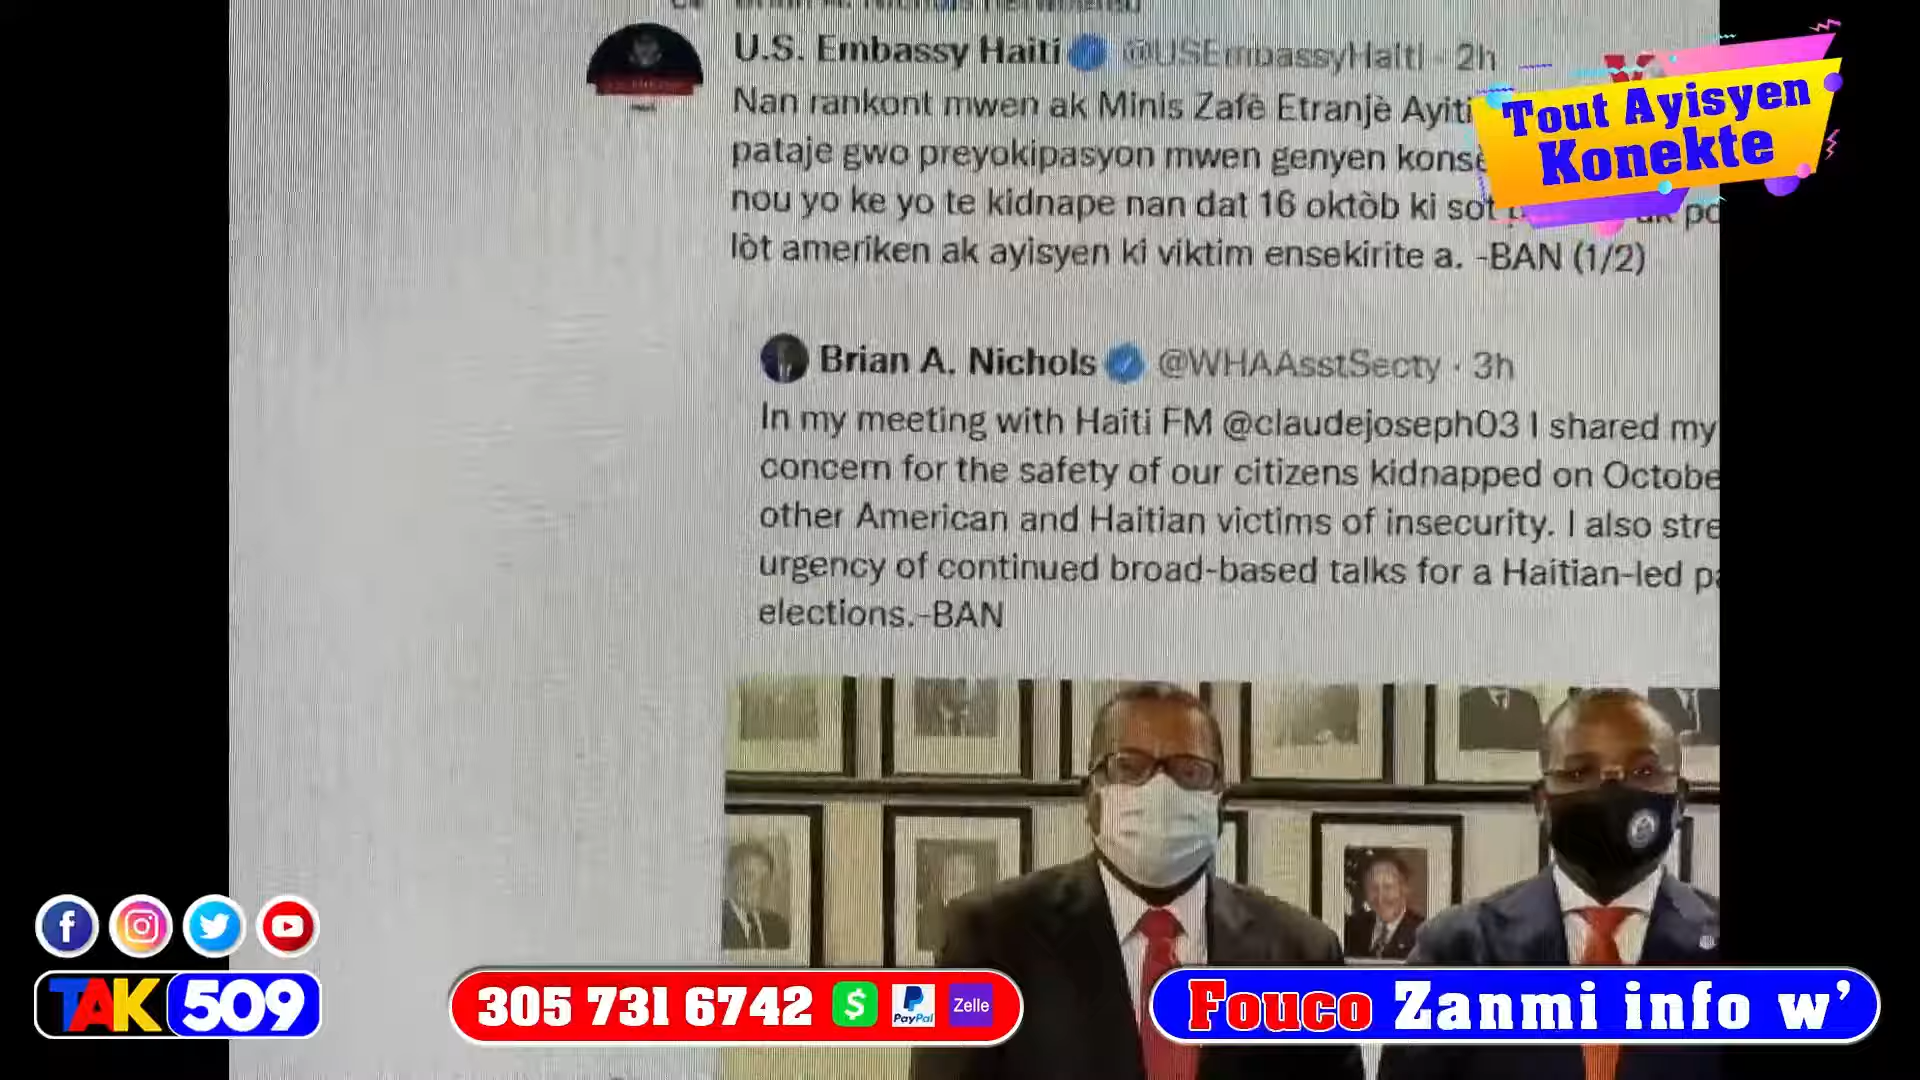 U.S. Embassy Haiti @USEmbassyHaiti · 2h
Nan rankont mwen ak Minis Zafè Etranjè Ayiti
pataje gwo preyokipasyon mwen genyen konsè
nou yo ke yo te kidnape nan dat 16 oktòb ki sot
lòt ameriken ak ayisyen ki viktim ensekirite a. -BAN (1/2)
Tout Ayisyen
Konekte
Brian A. Nichols @WHAAsstSecty · 3h
In my meeting with Haiti FM @claudejoseph03 I shared my
concern for the safety of our citizens kidnapped on Octobe
other American and Haitian victims of insecurity. I also stre
urgency of continued broad-based talks for a Haitian-led pa
elections.-BAN
TAK 509
305 731 6742 $ PayPal Zelle
Fouco Zanmi info w'